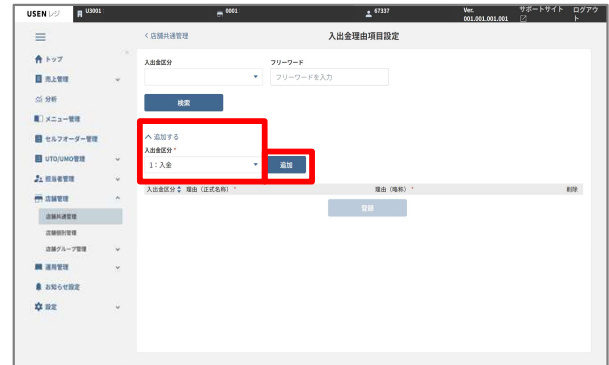 USEN レジ U3001 0001 67337 Ver. 001.001.001.001 サポートサイト ログアウト
< 店舗共通管理 入出金理由項目設定
トップ
売上管理
分析
メニュー管理
セルフオーダー管理
UTO/UNO管理
担当者管理
店舗管理
店舗共通管理
店舗個別管理
店舗グループ管理
運用管理
お知らせ設定
設定
入出金区分 フリーワード
フリーワードを入力
検索
追加する
入出金区分 *
1：入金 追加
入出金区分 理由（正式名称） * 理由（略称） * 削除
登録